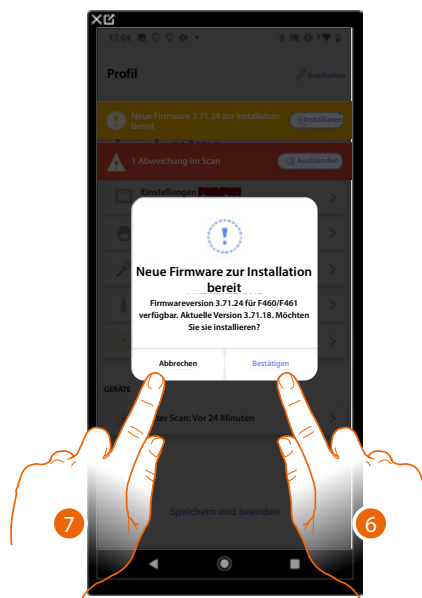 17:04
Profil
Bearbeiten
Neue Firmware 3.71.24 zur Installation
bereit
Installieren
1 Abweichung im Scan
Ausblenden
Einstellungen
Neue Firmware zur Installation
bereit
Firmwareversion 3.71.24 für F460/F461
verfügbar. Aktuelle Version 3.71.18. Möchten
Sie sie installieren?
Abbrechen
Bestätigen
GERÄTE
ter Scan: Vor 24 Minuten
Speichern und beenden
7
6